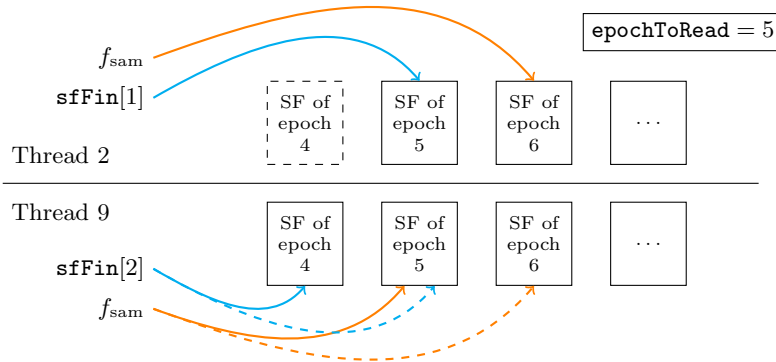 epochToRead = 5
f_sam
sfFin[1]
SF of
epoch
4
SF of
epoch
5
SF of
epoch
6
...
Thread 2
Thread 9
SF of
epoch
4
SF of
epoch
5
SF of
epoch
6
...
sfFin[2]
f_sam